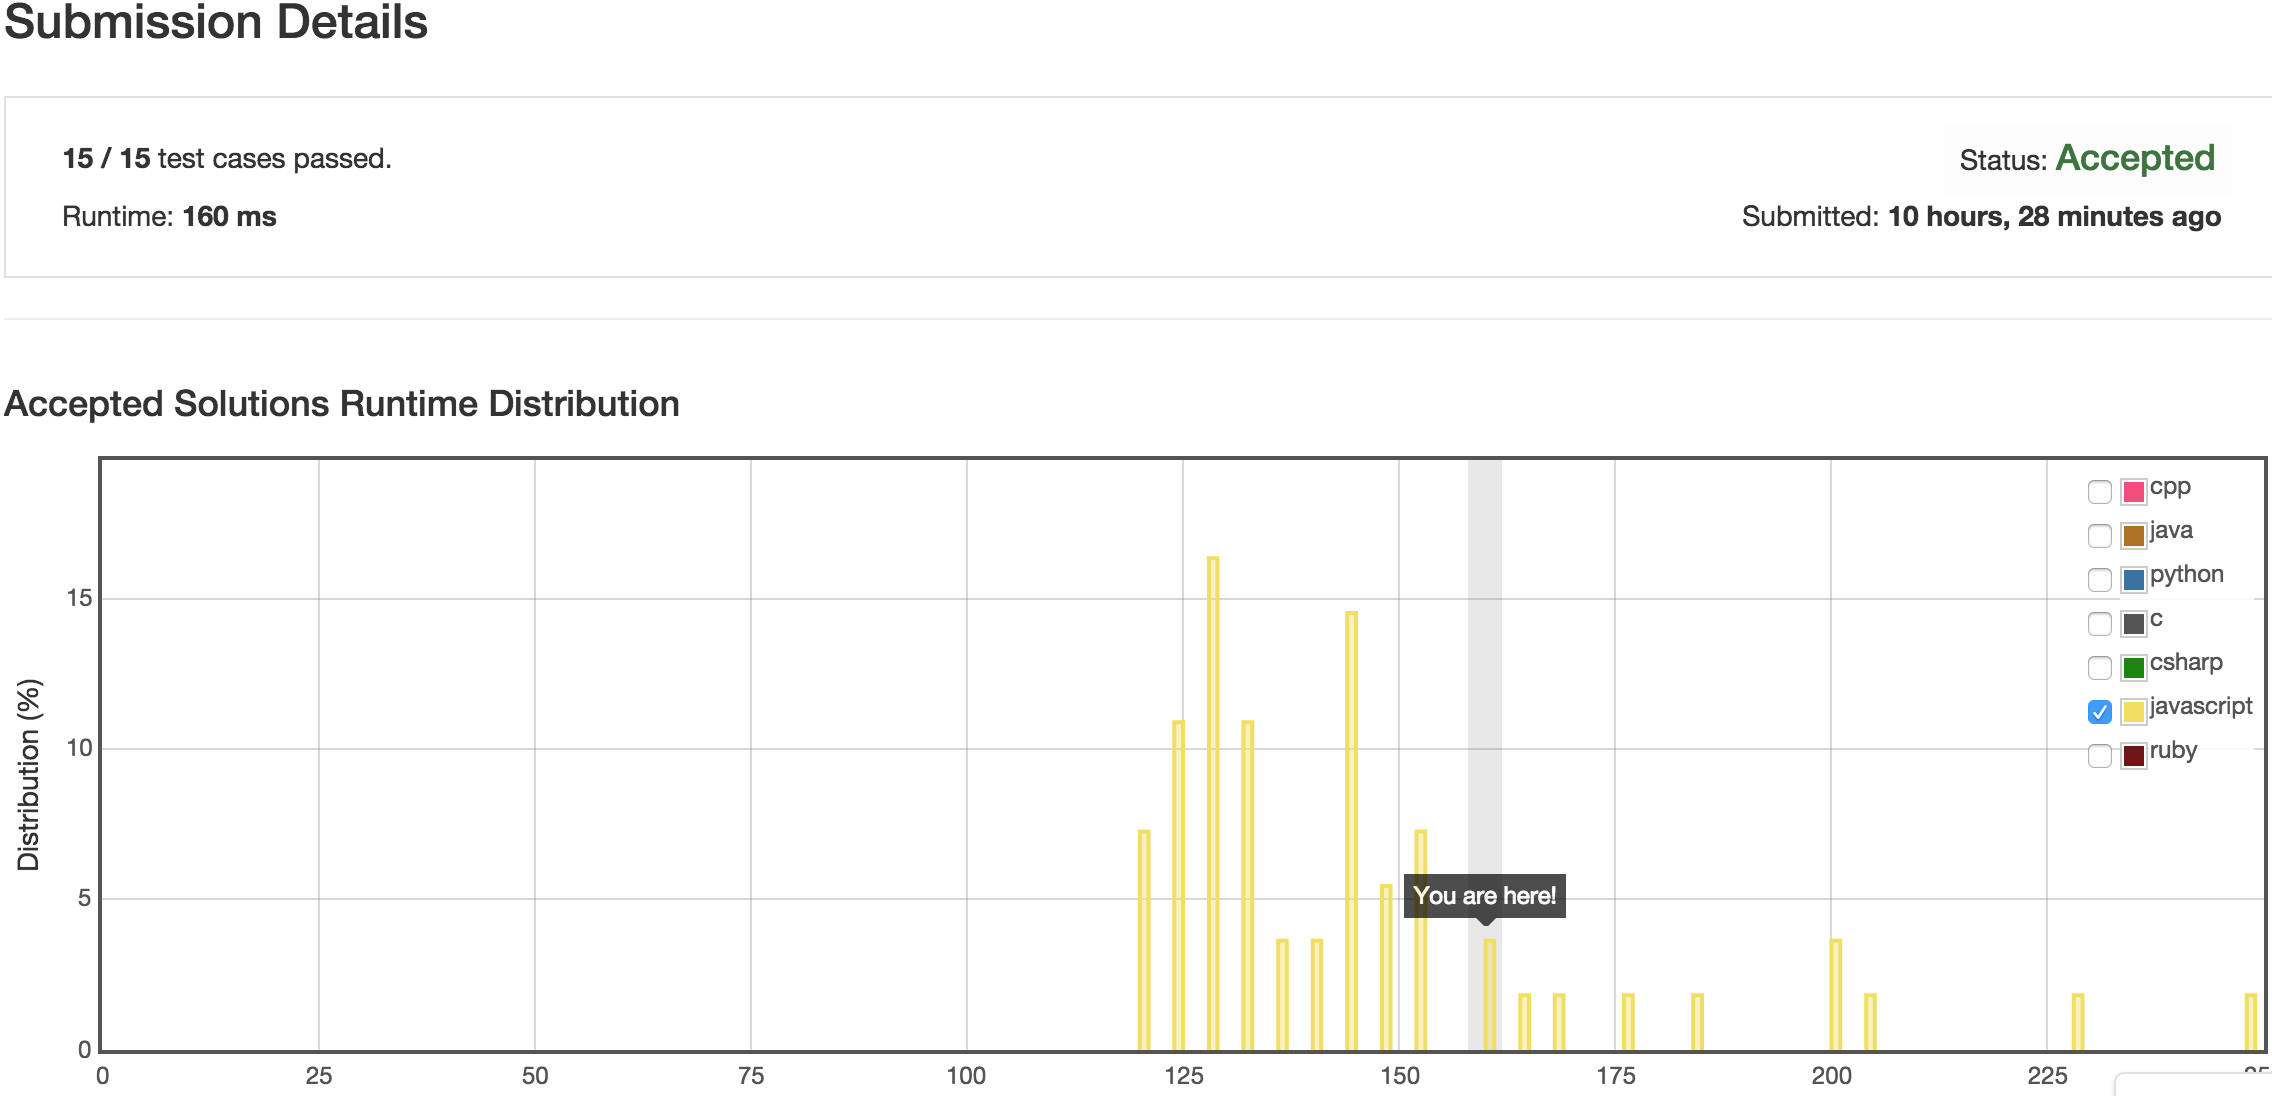 Submission Details
15 / 15 test cases passed.
Status: Accepted
Runtime: 160 ms
Submitted: 10 hours, 28 minutes ago
Accepted Solutions Runtime Distribution
cpp
java
python
c
csharp
javascript
ruby
You are here!
Distribution (%)
15
10
5
0
0 25 50 75 100 125 150 175 200 225